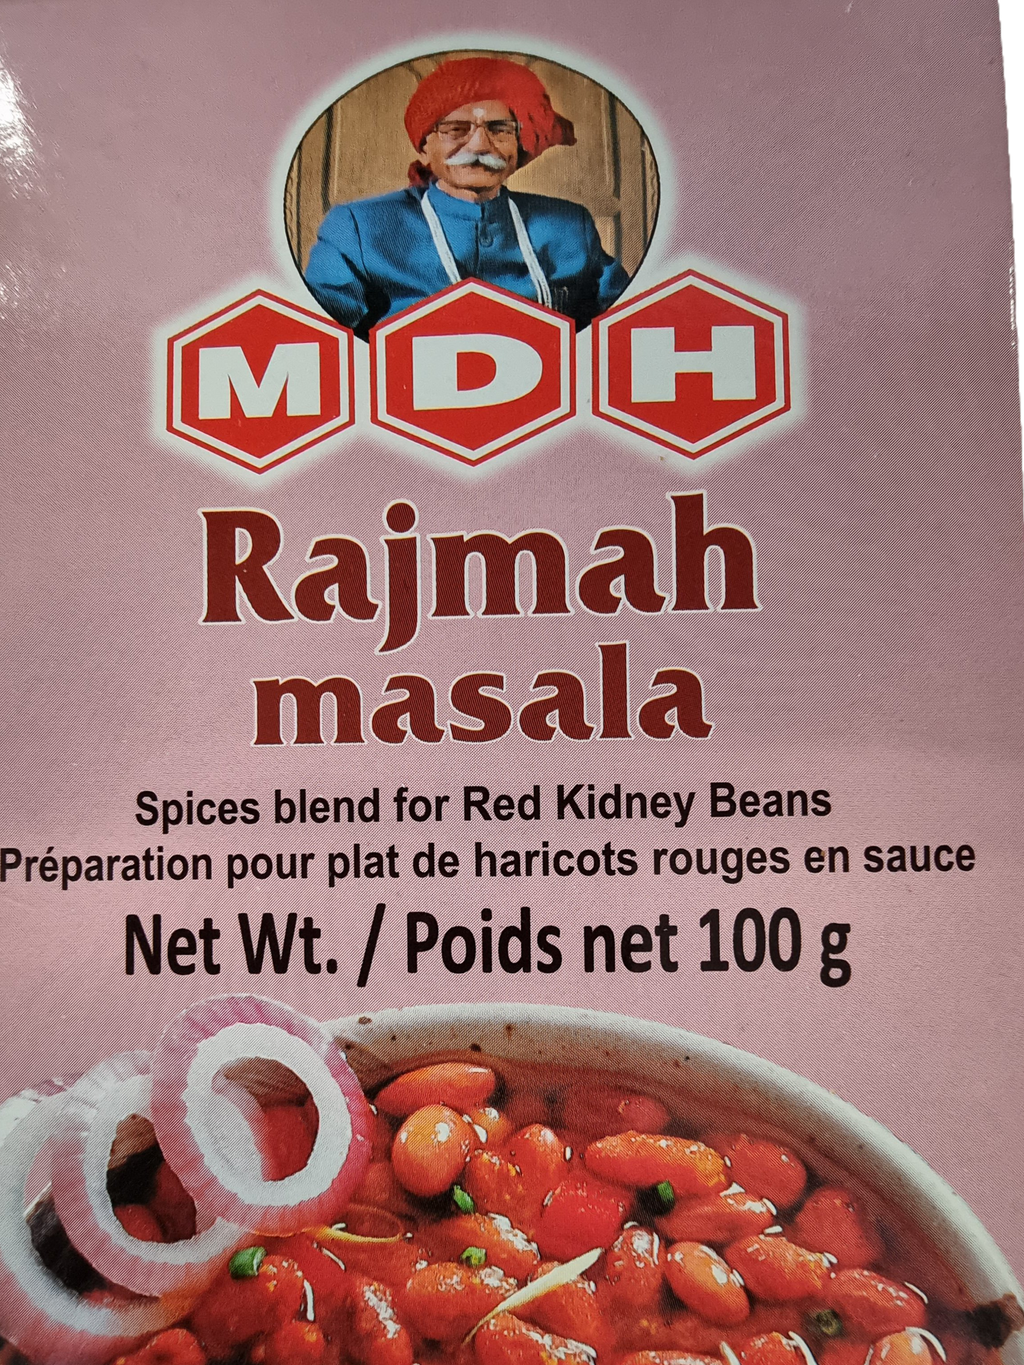 MDH
Rajmah
masala
Spices blend for Red Kidney Beans
Préparation pour plat de haricots rouges en sauce
Net Wt. / Poids net 100 g